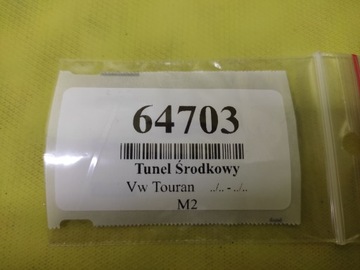 64703
Tunel Środkowy
Vw Touran ../.. - ../..
M2